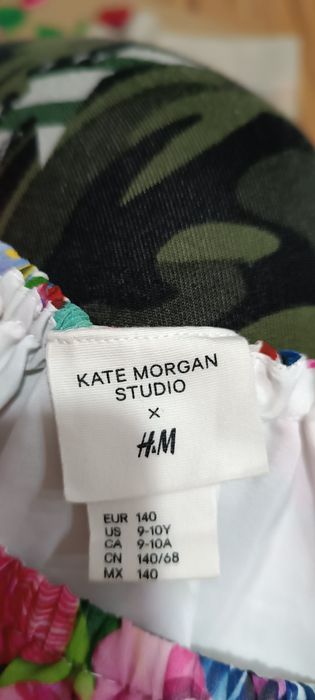 KATE MORGAN
STUDIO
×
H&M
EUR 140
US 9-10Y
CA 9-10A
CN 140/68
MX 140